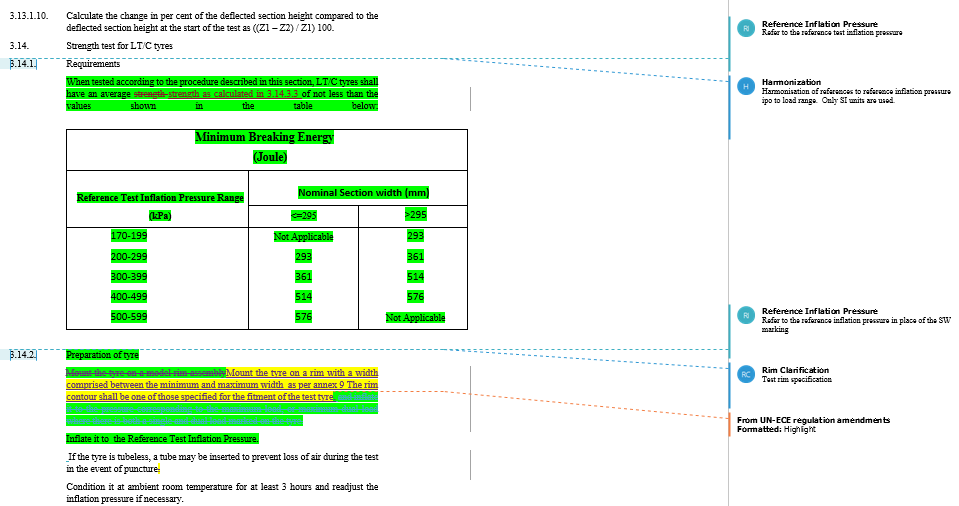 3.13.1.10. Calculate the change in per cent of the deflected section height compared to the
deflected section height at the start of the test as ((Z1 – Z2) / Z1) 100.
3.14. Strength test for LT/C tyres
3.14.1. Requirements
When tested according to the procedure described in this section, LT/C tyres shall
have an average strength strength as calculated in 3.14.3.3 of not less than the
values shown in the table below:
Minimum Breaking Energy
(Joule)
Reference Test Inflation Pressure Range
(kPa)
Nominal Section width (mm)
<=295 >295
170-199 Not Applicable 293
200-299 293 361
300-399 361 514
400-499 514 576
500-599 576 Not Applicable
3.14.2. Preparation of tyre
Mount the tyre on a model rim assembly Mount the tyre on a rim with a width
comprised between the minimum and maximum width as per annex 9 The rim
contour shall be one of those specified for the fitment of the test tyre.
Inflate it to the Reference Test Inflation Pressure.
If the tyre is tubeless, a tube may be inserted to prevent loss of air during the test
in the event of puncture.
Condition it at ambient room temperature for at least 3 hours and readjust the
inflation pressure if necessary.
RI Reference Inflation Pressure
Refer to the reference test inflation pressure
H Harmonization
Harmonisation of references to reference inflation pressure
ipo to load range. Only SI units are used.
RI Reference Inflation Pressure
Refer to the reference inflation pressure in place of the SW
marking
RC Rim Clarification
Test rim specification
From UN-ECE regulation amendments
Formatted: Highlight